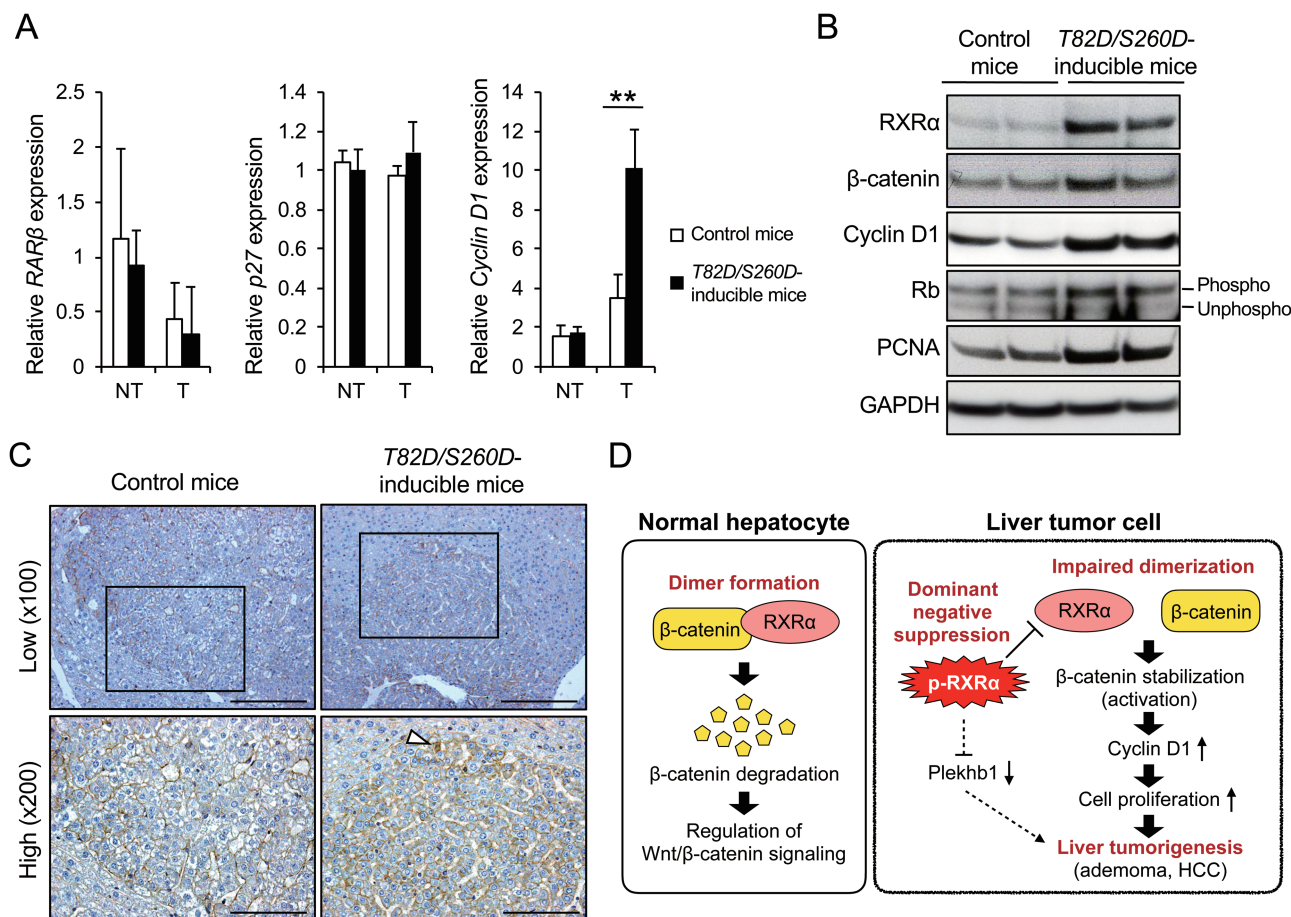 A
Relative RARβ expression
2.5
2
1.5
1
0.5
0
NT
T
Relative p27 expression
1.4
1.2
1
0.8
0.6
0.4
0.2
0
NT
T
Relative Cyclin D1 expression
14
12
10
8
6
4
2
0
**
NT
T
Control mice
T82D/S260D-
inducible mice
B
Control
mice
T82D/S260D-
inducible mice
RXRα
β-catenin
Cyclin D1
Rb
Phospho
Unphospho
PCNA
GAPDH
C
Control mice
T82D/S260D-
inducible mice
Low (x100)
High (x200)
D
Normal hepatocyte
Dimer formation
β-catenin
RXRα
β-catenin degradation
Regulation of
Wnt/β-catenin signaling
Liver tumor cell
Impaired dimerization
Dominant
negative
suppression
RXRα
β-catenin
p-RXRα
β-catenin stabilization
(activation)
Cyclin D1
Plekhb1
Cell proliferation
Liver tumorigenesis
(ademoma, HCC)